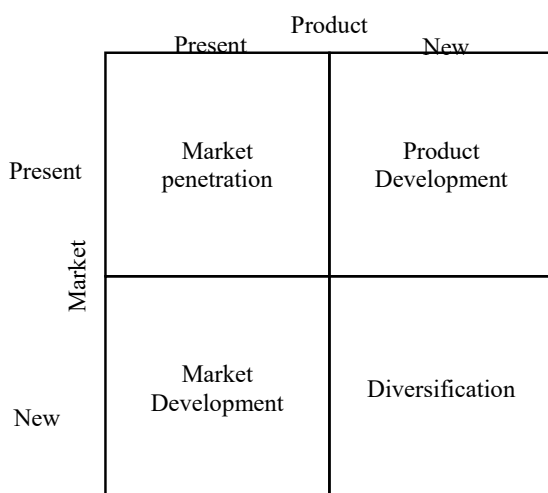 Product
Present
New
Market
penetration
Product
Development
Present
Market
Market
Development
Diversification
New